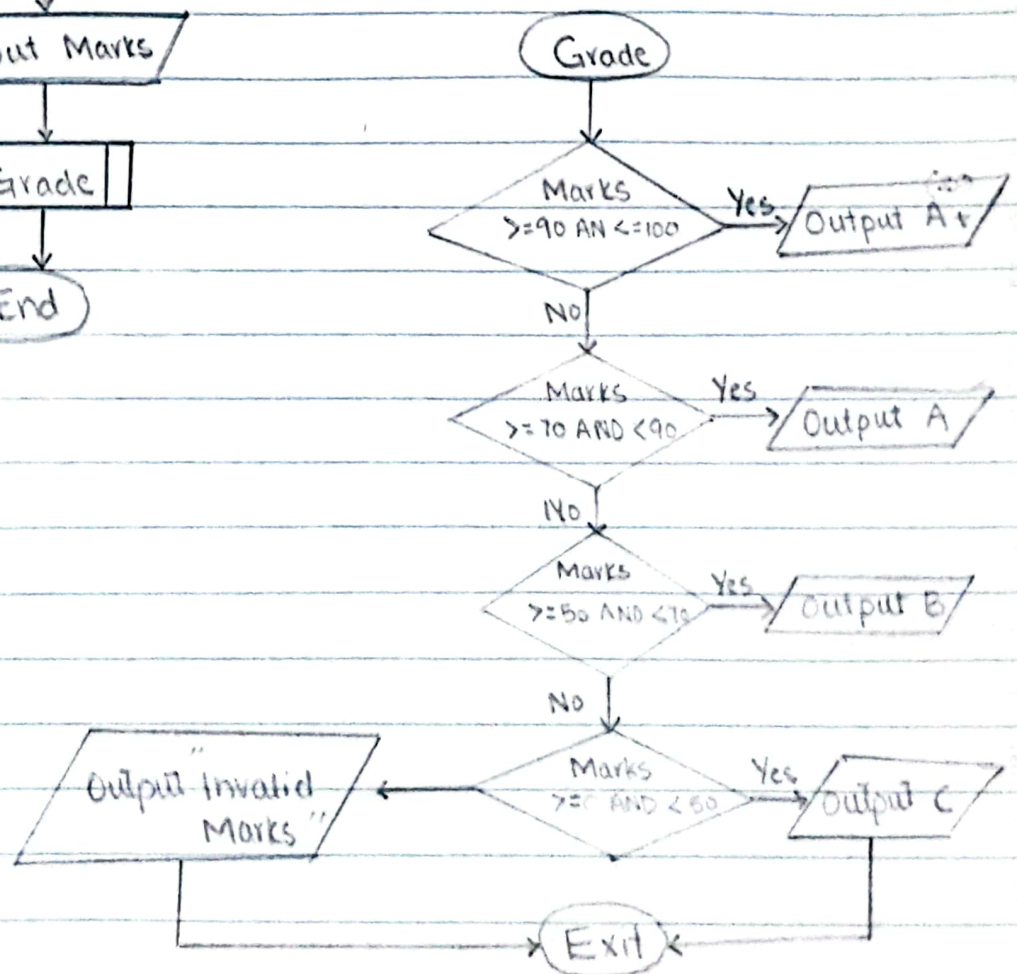 ut Marks
Grade
End
Grade
Marks
>=90 AN <=100
Yes
Output A+
NO
Marks
>=70 AND <90
Yes
Output A
No
Marks
>=50 AND <70
Yes
Output B
No
Marks
AND <50
Yes
Output C
Output "Invalid
Marks"
Exit